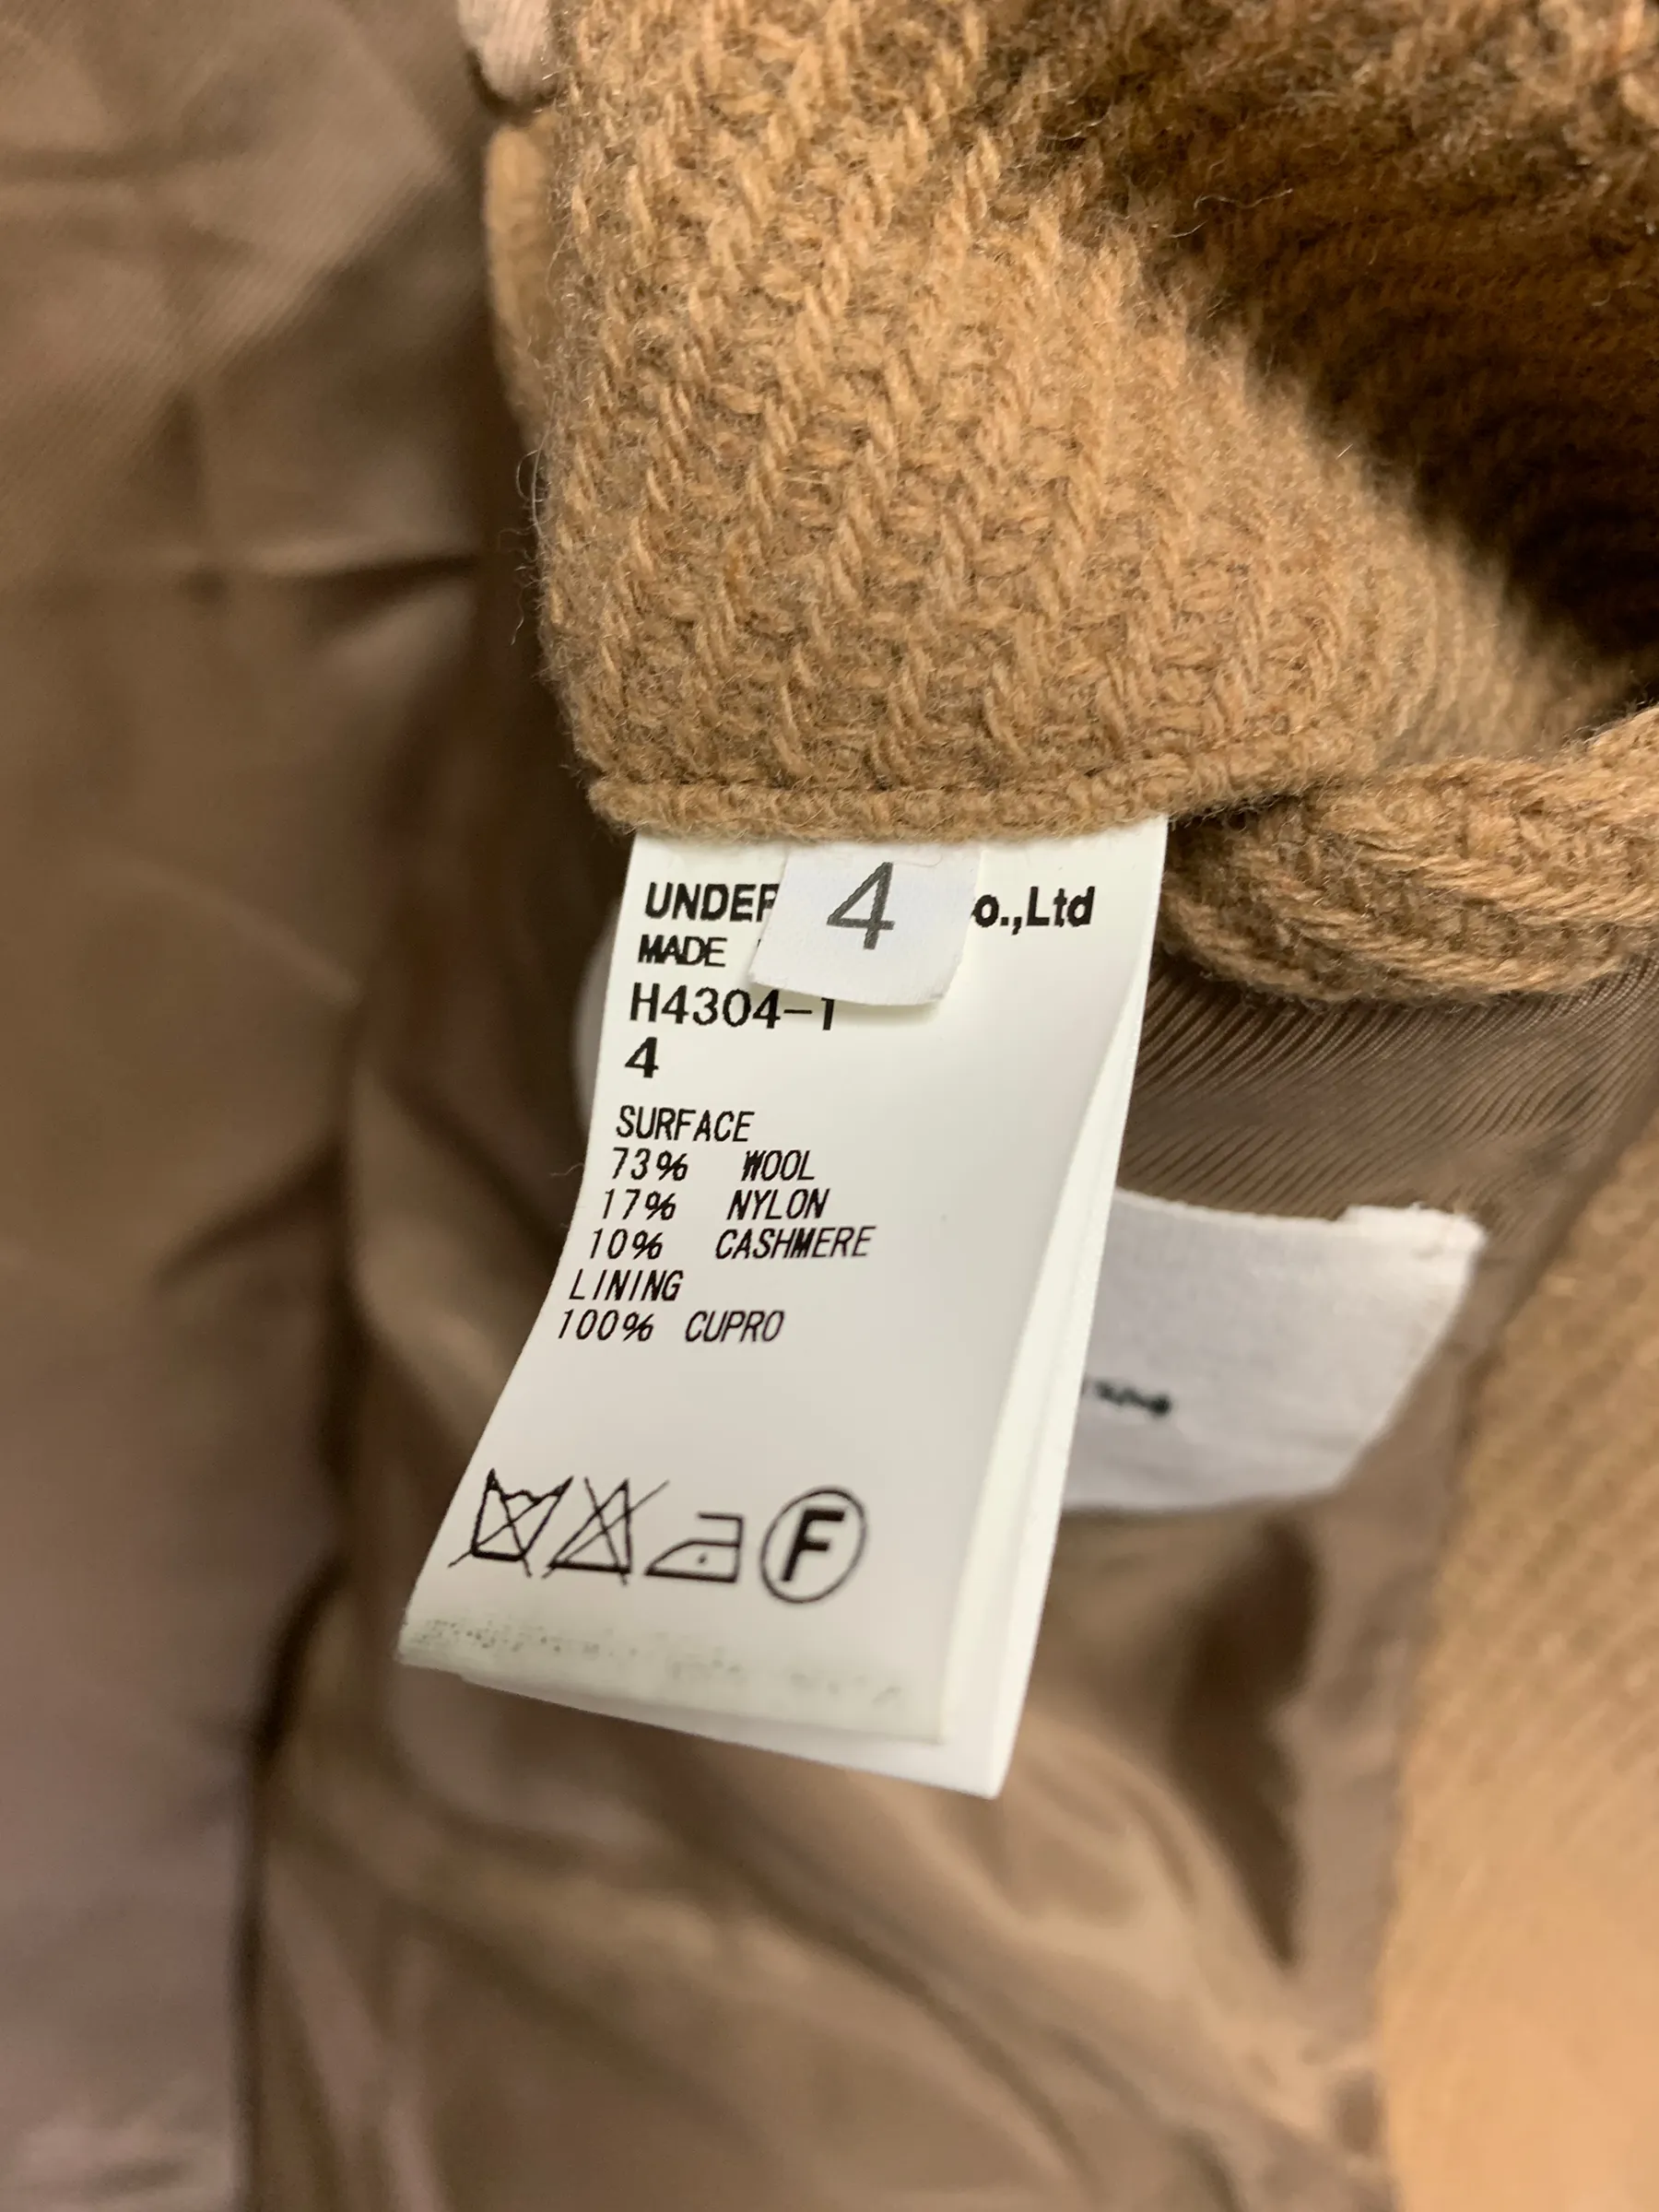 4
UNDER o.,Ltd
MADE
H4304-1
4
SURFACE
73% WOOL
17% NYLON
10% CASHMERE
LINING
100% CUPRO
F